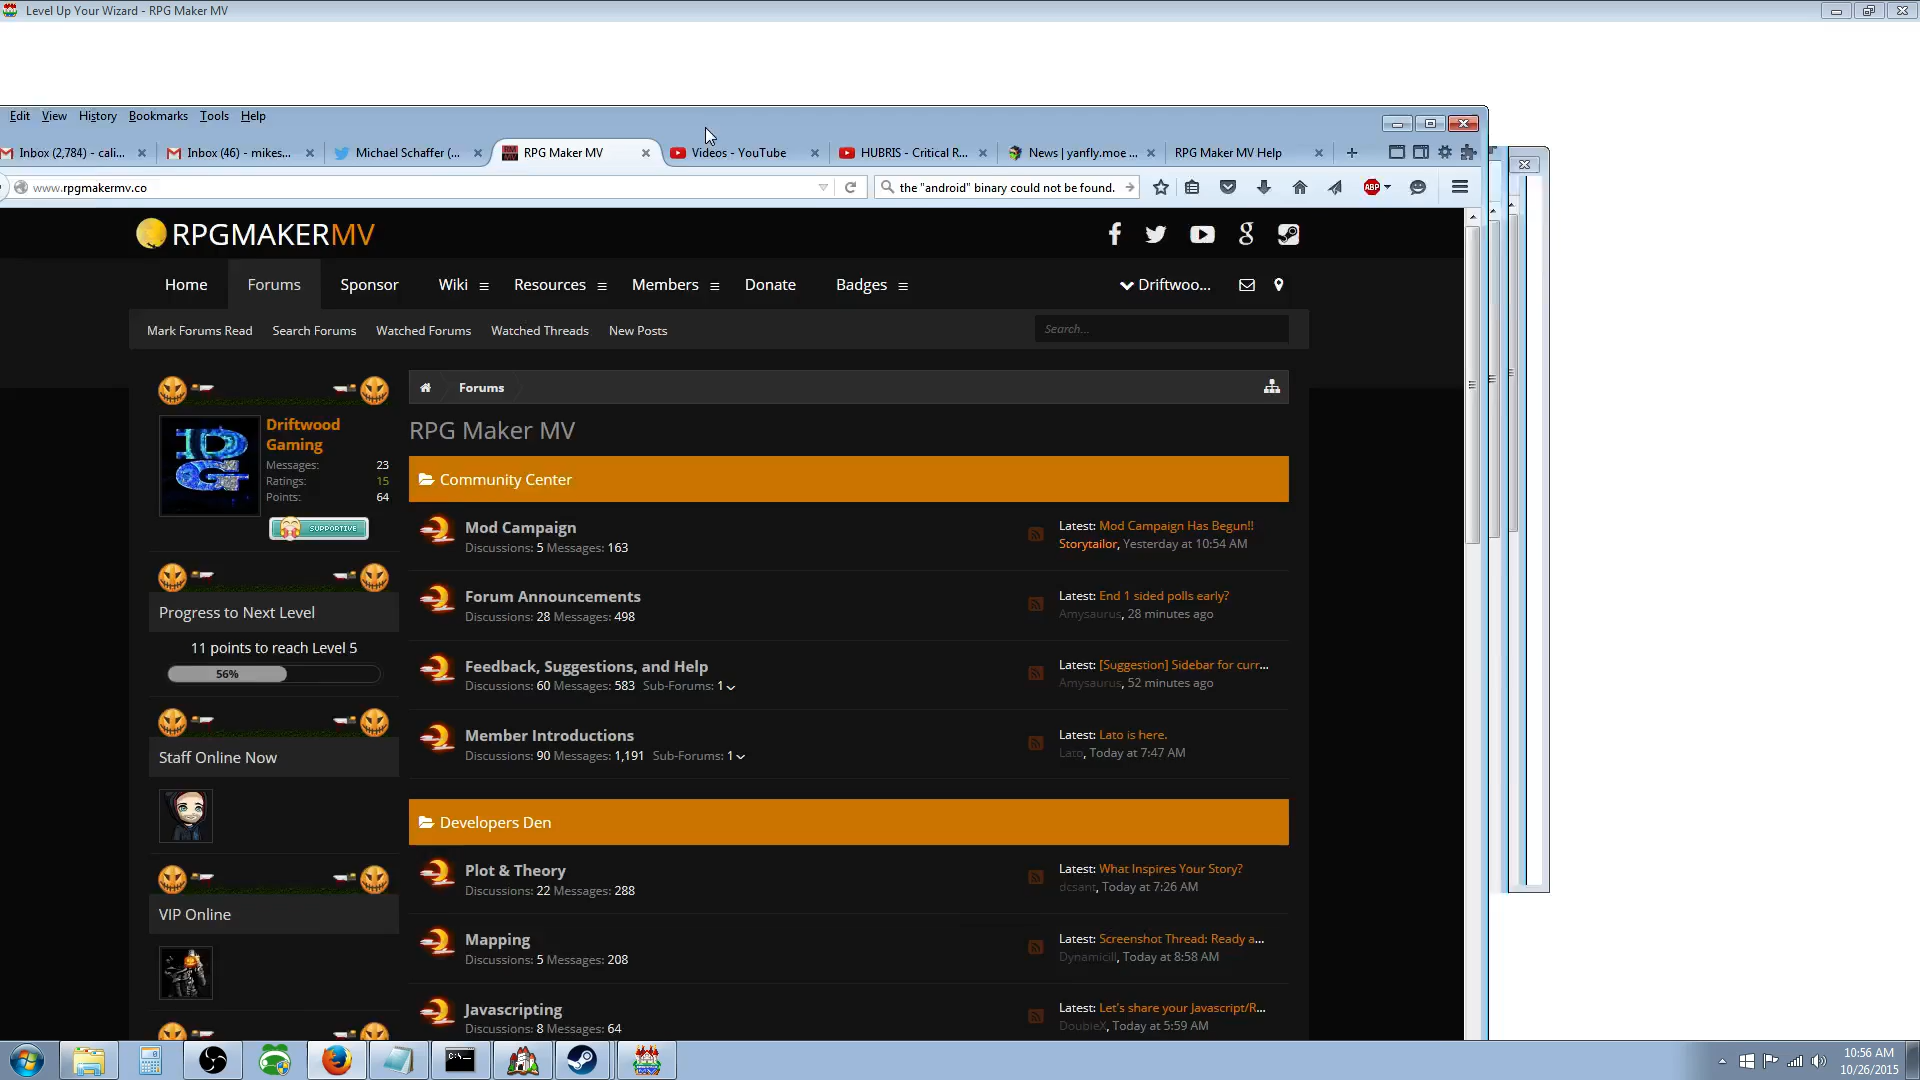 Level Up Your Wizard - RPG Maker MV
Edit View History Bookmarks Tools Help
Inbox (2,784) - cali... Inbox (46) - mikes... Michael Schaffer (... RPG Maker MV Videos - YouTube HUBRIS - Critical R... News | yanfly.moe ... RPG Maker MV Help
www.rpgmakermv.co the "android" binary could not be found. ABP
RPGMAKERMV
Home Forums Sponsor Wiki Resources Members Donate Badges Driftwoo...
Mark Forums Read Search Forums Watched Forums Watched Threads New Posts Search...
Driftwood
Gaming
Messages: 23
Ratings: 15
Points: 64
SUPPORTIVE
Progress to Next Level
11 points to reach Level 5
56%
Staff Online Now
VIP Online
Forums
RPG Maker MV
Community Center
Mod Campaign
Discussions: 5 Messages: 163
Latest: Mod Campaign Has Begun!!
Storytailor, Yesterday at 10:54 AM
Forum Announcements
Discussions: 28 Messages: 498
Latest: End 1 sided polls early?
Amysaurus, 28 minutes ago
Feedback, Suggestions, and Help
Discussions: 60 Messages: 583 Sub-Forums: 1
Latest: [Suggestion] Sidebar for curr...
Amysaurus, 52 minutes ago
Member Introductions
Discussions: 90 Messages: 1,191 Sub-Forums: 1
Latest: Lato is here.
Lato, Today at 7:47 AM
Developers Den
Plot & Theory
Discussions: 22 Messages: 288
Latest: What Inspires Your Story?
dcsant, Today at 7:26 AM
Mapping
Discussions: 5 Messages: 208
Latest: Screenshot Thread: Ready a...
Dynamicill, Today at 8:58 AM
Javascripting
Discussions: 8 Messages: 64
Latest: Let's share your Javascript/R...
DoubleX, Today at 5:59 AM
10:56 AM
10/26/2015